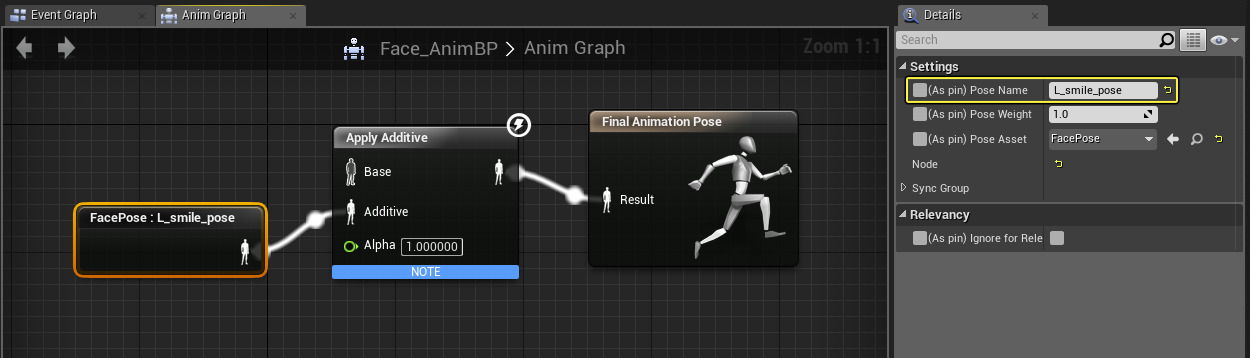 Event Graph
Anim Graph
Face_AnimBP > Anim Graph
Zoom 1:1
FacePose : L_smile_pose
Apply Additive
Base
Additive
Alpha 1.000000
NOTE
Final Animation Pose
Result
Details
Search
Settings
(As pin) Pose Name L_smile_pose
(As pin) Pose Weight 1.0
(As pin) Pose Asset FacePose
Node
Sync Group
Relevancy
(As pin) Ignore for Rele